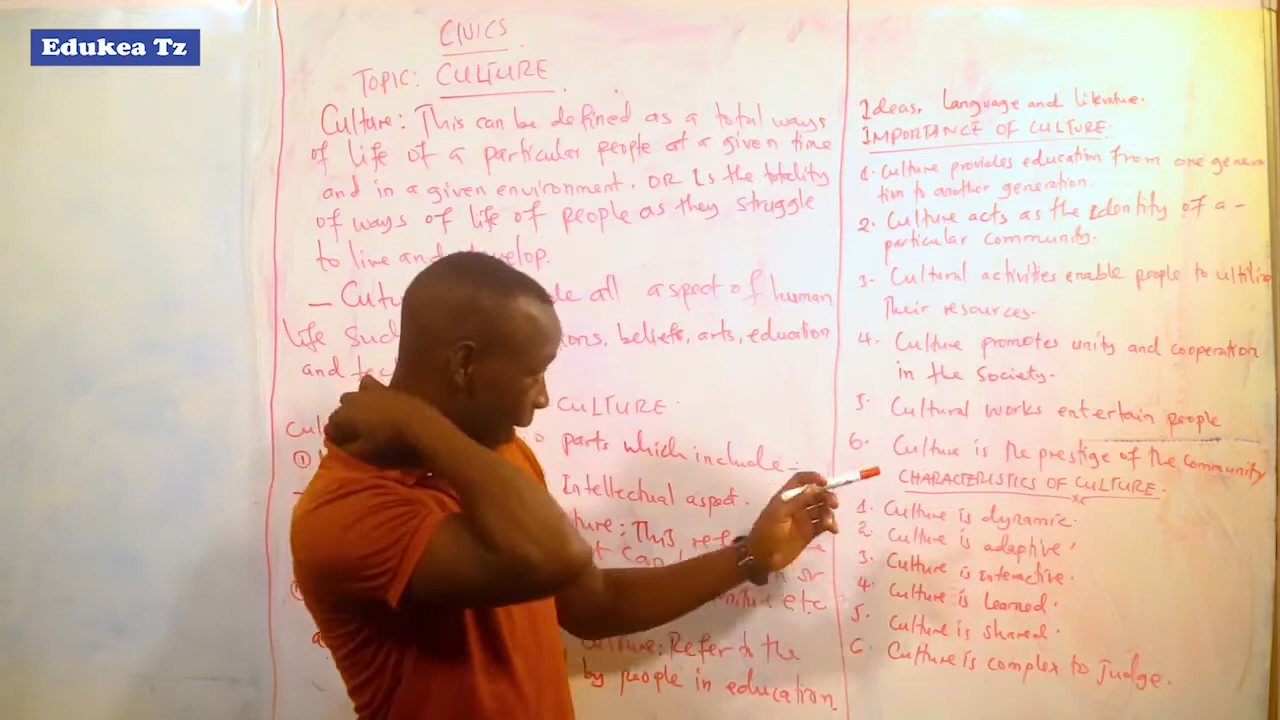 Edukea Tz
CIVICS
TOPIC: CULTURE
Culture: This can be defined as a total ways
of life of a particular people at a given time
and in a given environment. OR Is the totality
of ways of life of people as they struggle
to live and
all aspect of human
life
beliefs, arts, education
and
CULTURE
parts which include:-
Intellectual aspect.
This
can
or
etc
Culture: Refer to the
by people in education
Ideas, Language and literature.
IMPORTANCE OF CULTURE:
1. Culture provides education from one genera
tion to another generation.
2. Culture acts as the Identity of a -
particular community.
3. Cultural activities enable people to
Their resources.
4. Culture promotes unity and cooperation
in the society.
5. Cultural works entertain people
6. Culture is the prestige of the community
CHARACTERISTICS OF CULTURE.
1. Culture is dynamic.
2. Culture is adaptive
3. Culture is interactive.
4. Culture is learned.
5. Culture is shared.
6. Culture is complex to judge.